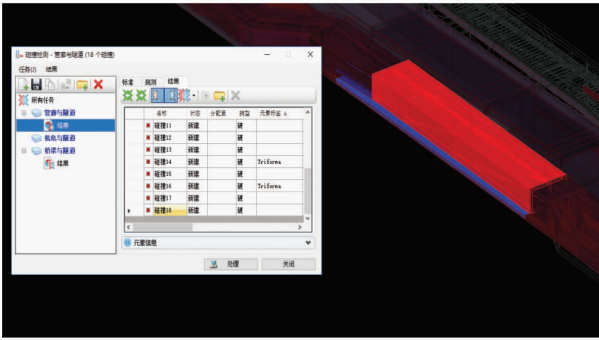 碰撞检测 - 管廊与隧道 (18 个碰撞)
任务(J) 结果
标准 规则 结果
所有任务
管廊与隧道
结果
轨电与隧道
桥梁与隧道
结果
名称 状态 分配至 类型 元素标签 A
碰撞11 新建 硬
碰撞12 新建 硬
碰撞13 新建 硬
碰撞14 新建 硬 Triforma
碰撞15 新建 硬
碰撞16 新建 硬 Triforma
碰撞17 新建 硬
碰撞18 新建 硬
元素信息
处理 关闭